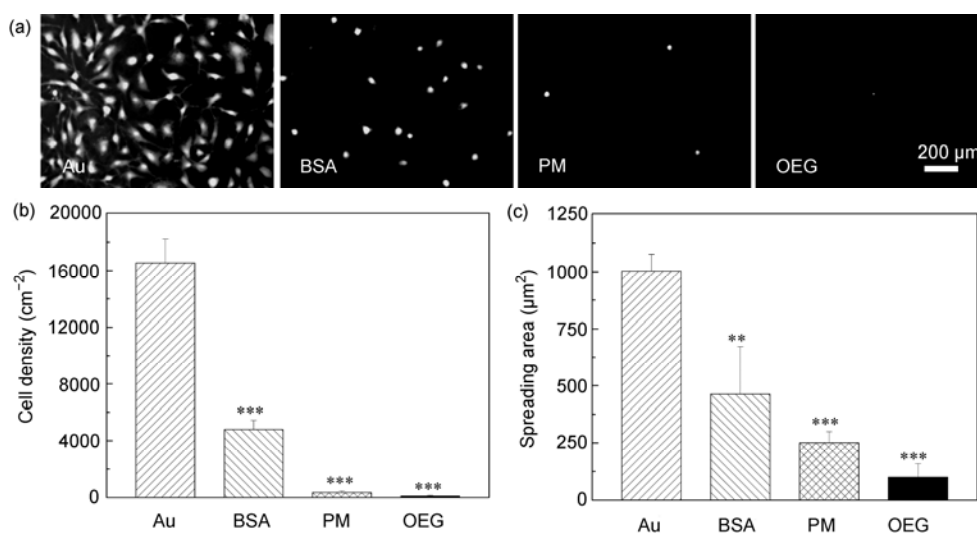 (a)
Au
BSA
PM
OEG
200 μm
(b)
20000
16000
12000
8000
4000
0
Cell density (cm⁻²)
***
***
***
Au BSA PM OEG
(c)
1250
1000
750
500
250
0
Spreading area (μm²)
**
***
***
Au BSA PM OEG